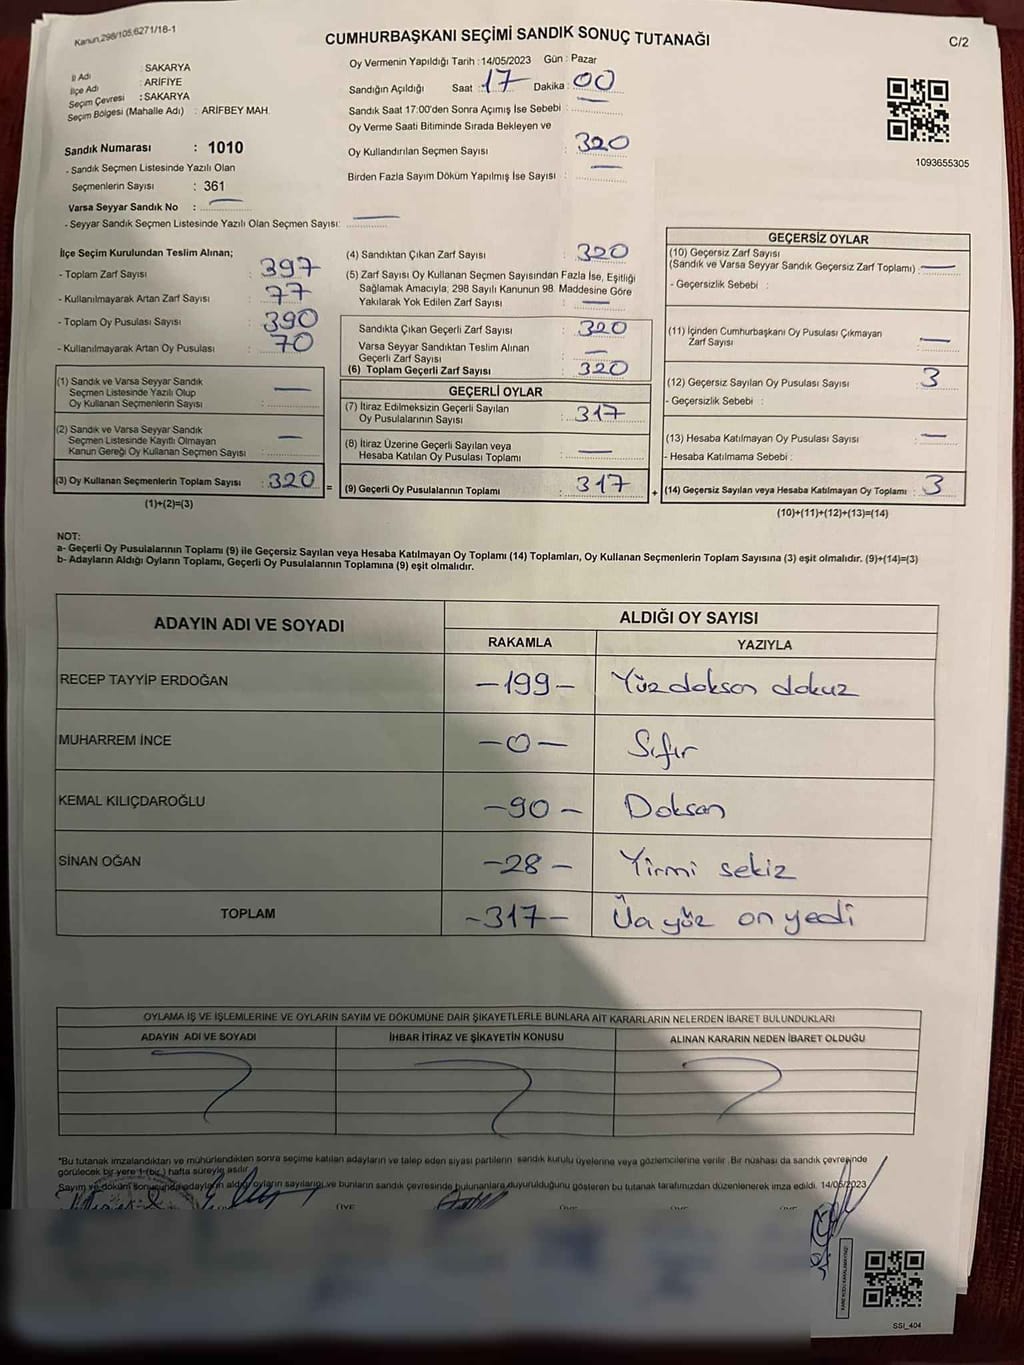 Kanun,298/105,6271/18-1
CUMHURBAŞKANI SEÇİMİ SANDIK SONUÇ TUTANAĞI
C/2
İl Adı : SAKARYA
İlçe Adı : ARİFİYE
Seçim Çevresi : SAKARYA
Seçim Bölgesi (Mahalle Adı) : ARİFBEY MAH.
Sandık Numarası : 1010
- Sandık Seçmen Listesinde Yazılı Olan
Seçmenlerin Sayısı : 361
Varsa Seyyar Sandık No :
- Seyyar Sandık Seçmen Listesinde Yazılı Olan Seçmen Sayısı:
Oy Vermenin Yapıldığı Tarih : 14/05/2023 Gün : Pazar
Sandığın Açıldığı Saat : 17 Dakika : 00
Sandık Saat 17:00'den Sonra Açımış İse Sebebi :
Oy Verme Saati Bitiminde Sırada Bekleyen ve
Oy Kullandırılan Seçmen Sayısı : 320
Birden Fazla Sayım Döküm Yapılmış İse Sayısı :
1093655305
İlçe Seçim Kurulundan Teslim Alınan;
- Toplam Zarf Sayısı : 397
- Kullanılmayarak Artan Zarf Sayısı : 77
- Toplam Oy Pusulası Sayısı : 390
- Kullanılmayarak Artan Oy Pusulası : 70
(1) Sandık ve Varsa Seyyar Sandık
Seçmen Listesinde Yazılı Olup
Oy Kullanan Seçmenlerin Sayısı :
(2) Sandık ve Varsa Seyyar Sandık
Seçmen Listesinde Kayıtlı Olmayan
Kanun Gereği Oy Kullanan Seçmen Sayısı :
(3) Oy Kullanan Seçmenlerin Toplam Sayısı : 320 =
(1)+(2)=(3)
(4) Sandıktan Çıkan Zarf Sayısı : 320
(5) Zarf Sayısı Oy Kullanan Seçmen Sayısından Fazla İse, Eşitliği
Sağlamak Amacıyla, 298 Sayılı Kanunun 98. Maddesine Göre
Yakılarak Yok Edilen Zarf Sayısı :
Sandıkta Çıkan Geçerli Zarf Sayısı : 320
Varsa Seyyar Sandıktan Teslim Alınan
Geçerli Zarf Sayısı :
(6) Toplam Geçerli Zarf Sayısı : 320
GEÇERLİ OYLAR
(7) İtiraz Edilmeksizin Geçerli Sayılan
Oy Pusulalarının Sayısı : 317
(8) İtiraz Üzerine Geçerli Sayılan veya
Hesaba Katılan Oy Pusulası Toplamı :
(9) Geçerli Oy Pusulalarının Toplamı : 317 +
GEÇERSİZ OYLAR
(10) Geçersiz Zarf Sayısı
(Sandık ve Varsa Seyyar Sandık Geçersiz Zarf Toplamı) :
- Geçersizlik Sebebi :
(11) İçinden Cumhurbaşkanı Oy Pusulası Çıkmayan
Zarf Sayısı :
(12) Geçersiz Sayılan Oy Pusulası Sayısı : 3
- Geçersizlik Sebebi :
(13) Hesaba Katılmayan Oy Pusulası Sayısı :
- Hesaba Katılmama Sebebi :
(14) Geçersiz Sayılan veya Hesaba Katılmayan Oy Toplamı : 3
(10)+(11)+(12)+(13)=(14)
NOT:
a- Geçerli Oy Pusulalarının Toplamı (9) ile Geçersiz Sayılan veya Hesaba Katılmayan Oy Toplamı (14) Toplamları, Oy Kullanan Seçmenlerin Toplam Sayısına (3) eşit olmalıdır. (9)+(14)=(3)
b- Adayların Aldığı Oyların Toplamı, Geçerli Oy Pusulalarının Toplamına (9) eşit olmalıdır.
ADAYIN ADI VE SOYADI
ALDIĞI OY SAYISI
RAKAMLA YAZIYLA
RECEP TAYYİP ERDOĞAN -199- Yüzdoksan dokuz
MUHARREM İNCE -0- Sıfır
KEMAL KILIÇDAROĞLU -90- Doksan
SİNAN OĞAN -28- Yirmi sekiz
TOPLAM -317- Üç yüz on yedi
OYLAMA İŞ VE İŞLEMLERİNE VE OYLARIN SAYIM VE DÖKÜMÜNE DAİR ŞİKAYETLERLE BUNLARA AİT KARARLARIN NELERDEN İBARET BULUNDUKLARI
ADAYIN ADI VE SOYADI İHBAR İTİRAZ VE ŞİKAYETİN KONUSU ALINAN KARARIN NEDEN İBARET OLDUĞU
*Bu tutanak imzalandıktan ve mühürlendikten sonra seçime katılan adayların ve talep eden siyasi partilerin sandık kurulu üyelerine veya gözlemcilerine verilir. Bir nüshası da sandık çevresinde
görülecek bir yere 1 (bir) hafta süreyle asılır.
Sayım ve döküm sonunda adayların aldığı oyların sayılarıgı ve bunların sandık çevresinde bulunanlara duyurulduğunu gösteren bu tutanak tarafımızdan düzenlenerek imza edildi. 14/05/2023
SSI_404